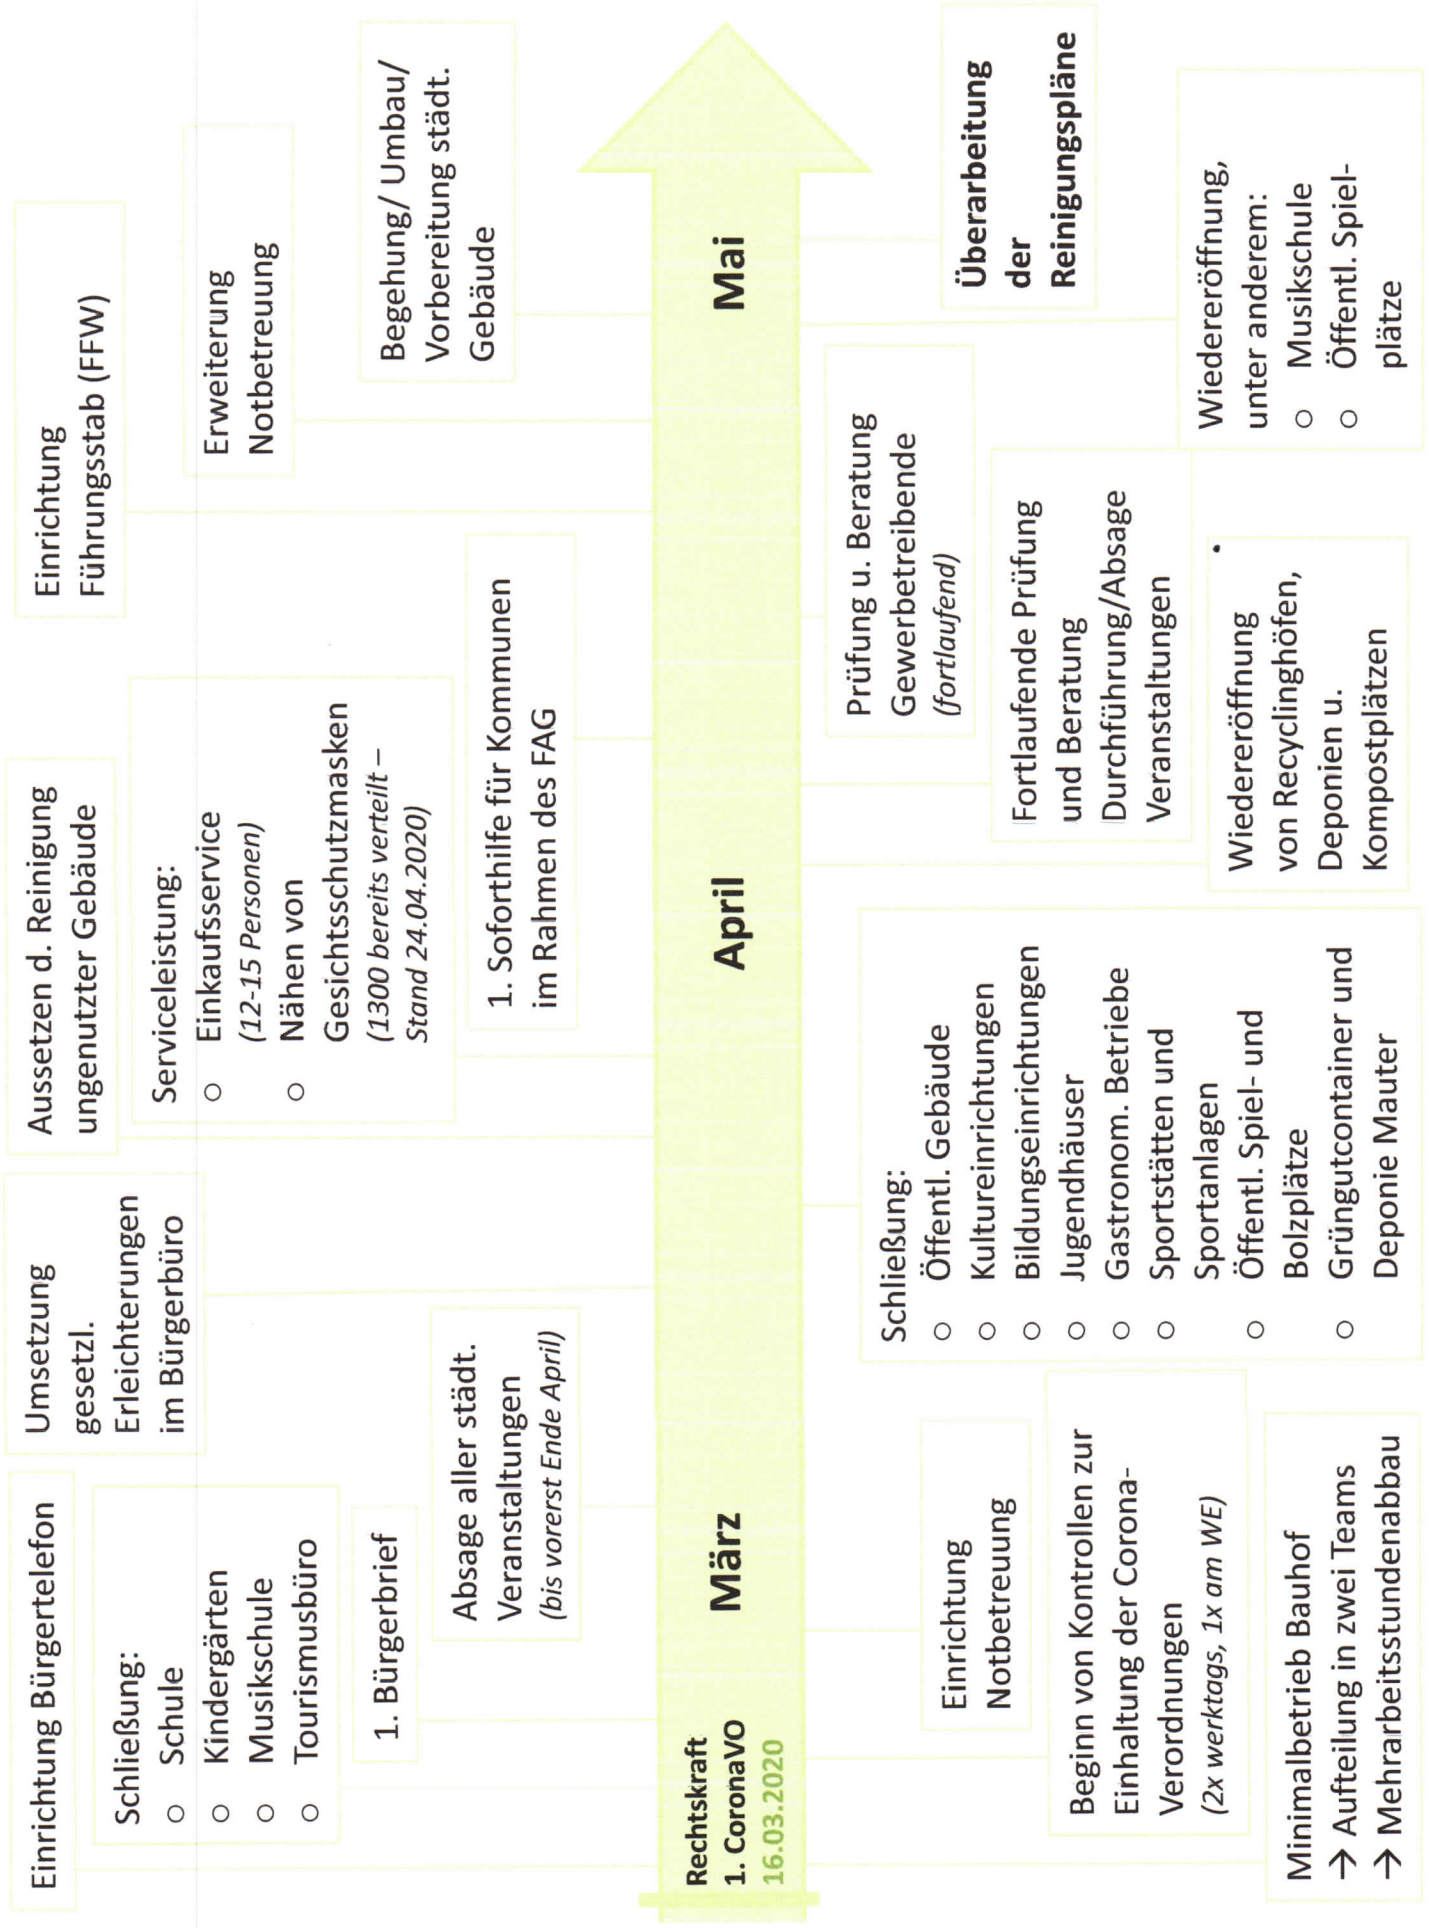 Einrichtung Bürgertelefon
Schließung:
○ Schule
○ Kindergärten
○ Musikschule
○ Tourismusbüro
1. Bürgerbrief
Absage aller städt.
Veranstaltungen
(bis vorerst Ende April)
Umsetzung
gesetzl.
Erleichterungen
im Bürgerbüro
Aussetzen d. Reinigung
ungenutzter Gebäude
Serviceleistung:
○ Einkaufsservice
(12-15 Personen)
○ Nähen von
Gesichtsschutzmasken
(1300 bereits verteilt –
Stand 24.04.2020)
1. Soforthilfe für Kommunen
im Rahmen des FAG
Einrichtung
Führungsstab (FFW)
Erweiterung
Notbetreuung
Begehung/ Umbau/
Vorbereitung städt.
Gebäude
Rechtskraft
1. CoronaVO
16.03.2020
März
April
Mai
Minimalbetrieb Bauhof
→ Aufteilung in zwei Teams
→ Mehrarbeitsstundenabbau
Beginn von Kontrollen zur
Einhaltung der Corona-
Verordnungen
(2x werktags, 1x am WE)
Einrichtung
Notbetreuung
Schließung:
○ Öffentl. Gebäude
○ Kultureinrichtungen
○ Bildungseinrichtungen
○ Jugendhäuser
○ Gastronom. Betriebe
○ Sportstätten und
Sportanlagen
○ Öffentl. Spiel- und
Bolzplätze
○ Grüngutcontainer und
Deponie Mauter
Wiedereröffnung
von Recyclinghöfen,
Deponien u.
Kompostplätzen
Fortlaufende Prüfung
und Beratung
Durchführung/Absage
Veranstaltungen
Prüfung u. Beratung
Gewerbetreibende
(fortlaufend)
Wiedereröffnung,
unter anderem:
○ Musikschule
○ Öffentl. Spiel-
plätze
Überarbeitung
der
Reinigungspläne